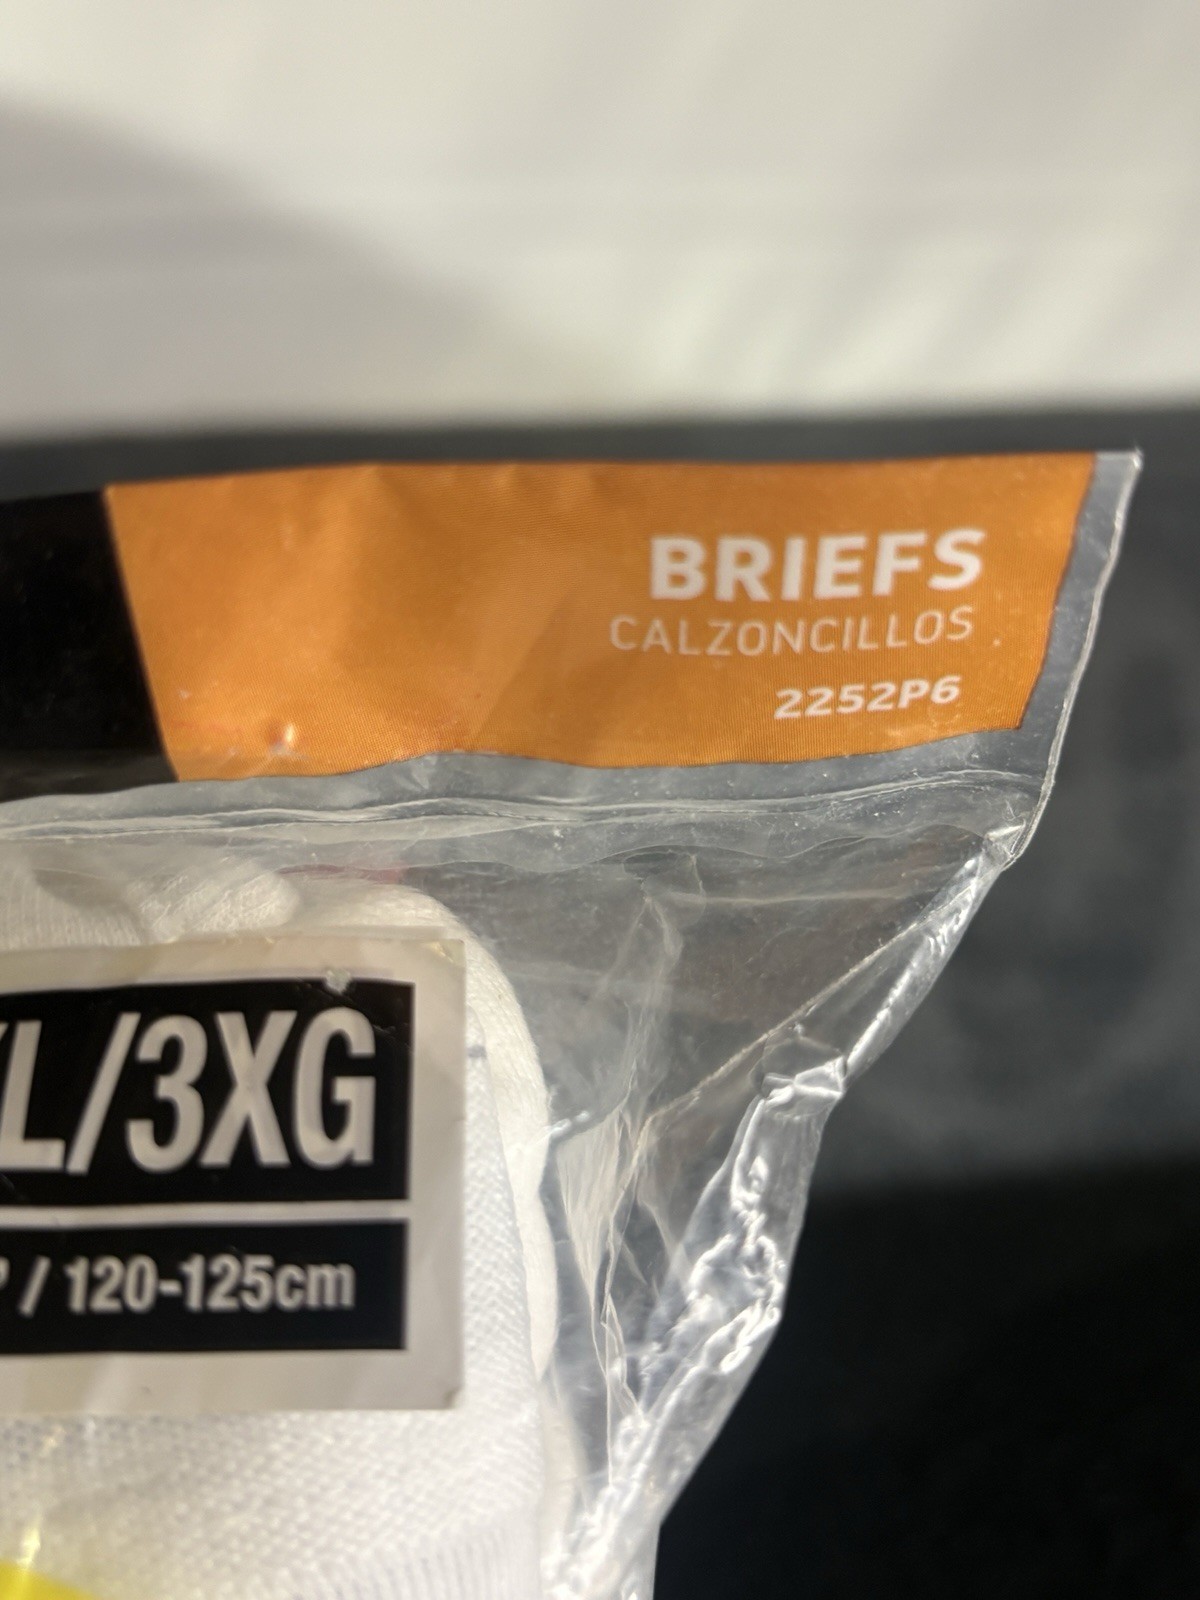 BRIEFS
CALZONCILLOS
2252P6
L/3XG
" / 120-125cm